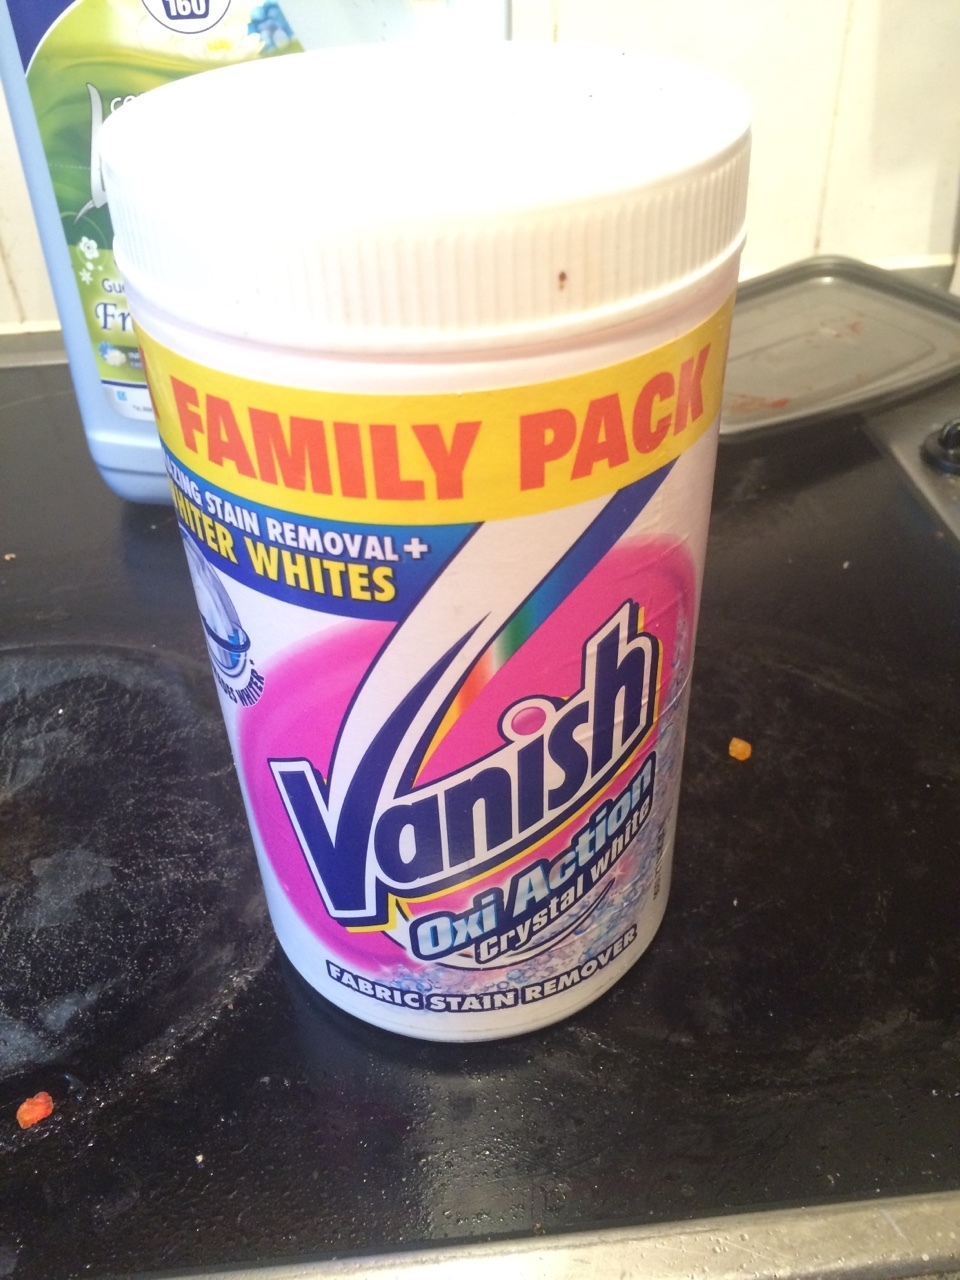 160
FAMILY PACK
STAIN REMOVAL+
WHITES
Vanish
Oxi Action
Crystal white
FABRIC STAIN REMOVER